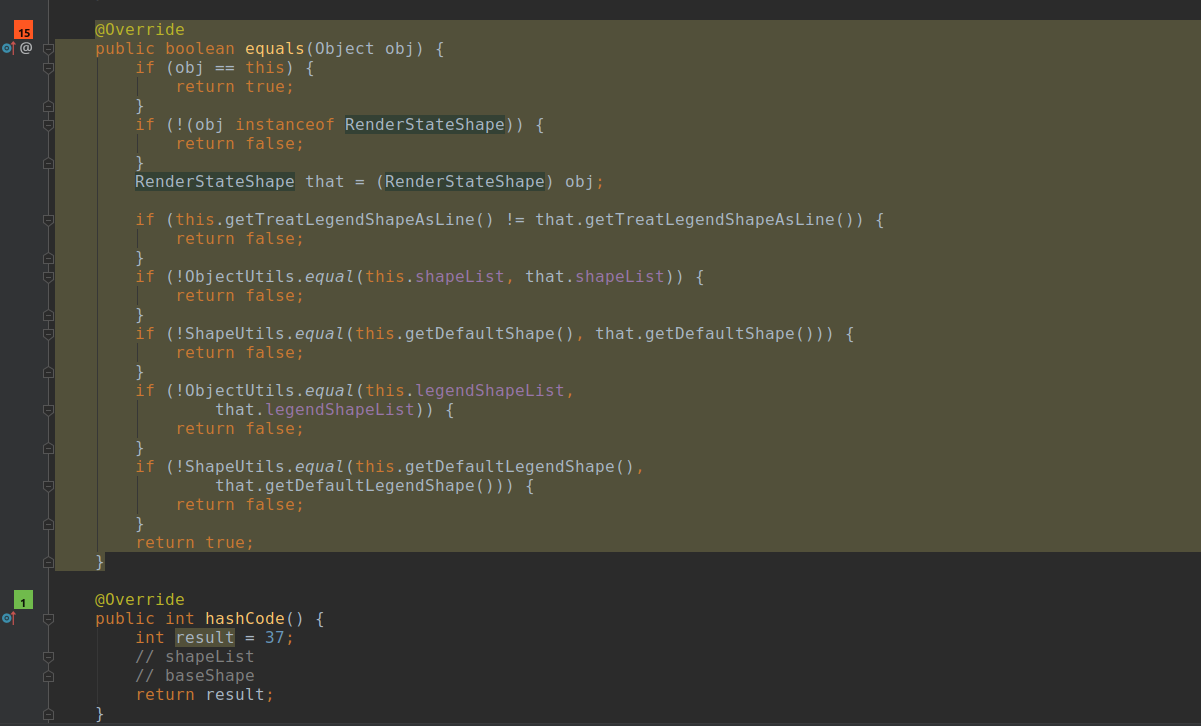 15
@Override
@ public boolean equals(Object obj) {
if (obj == this) {
return true;
}
if (!(obj instanceof RenderStateShape)) {
return false;
}
RenderStateShape that = (RenderStateShape) obj;
if (this.getTreatLegendShapeAsLine() != that.getTreatLegendShapeAsLine()) {
return false;
}
if (!ObjectUtils.equal(this.shapeList, that.shapeList)) {
return false;
}
if (!ShapeUtils.equal(this.getDefaultShape(), that.getDefaultShape())) {
return false;
}
if (!ObjectUtils.equal(this.legendShapeList,
that.legendShapeList)) {
return false;
}
if (!ShapeUtils.equal(this.getDefaultLegendShape(),
that.getDefaultLegendShape())) {
return false;
}
return true;
}
1
@Override
public int hashCode() {
int result = 37;
// shapeList
// baseShape
return result;
}